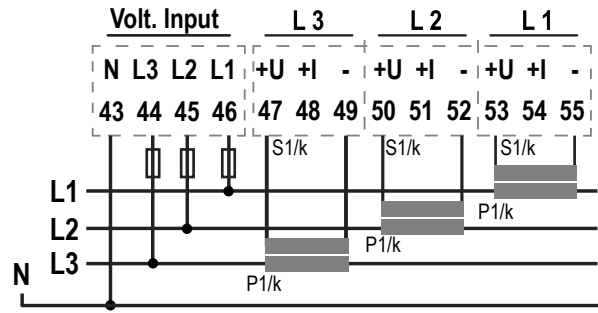 Volt. Input L 3 L 2 L 1
N L3 L2 L1 +U +I - +U +I - +U +I -
43 44 45 46 47 48 49 50 51 52 53 54 55
S1/k S1/k S1/k
L1
P1/k
L2
P1/k
L3
N
P1/k